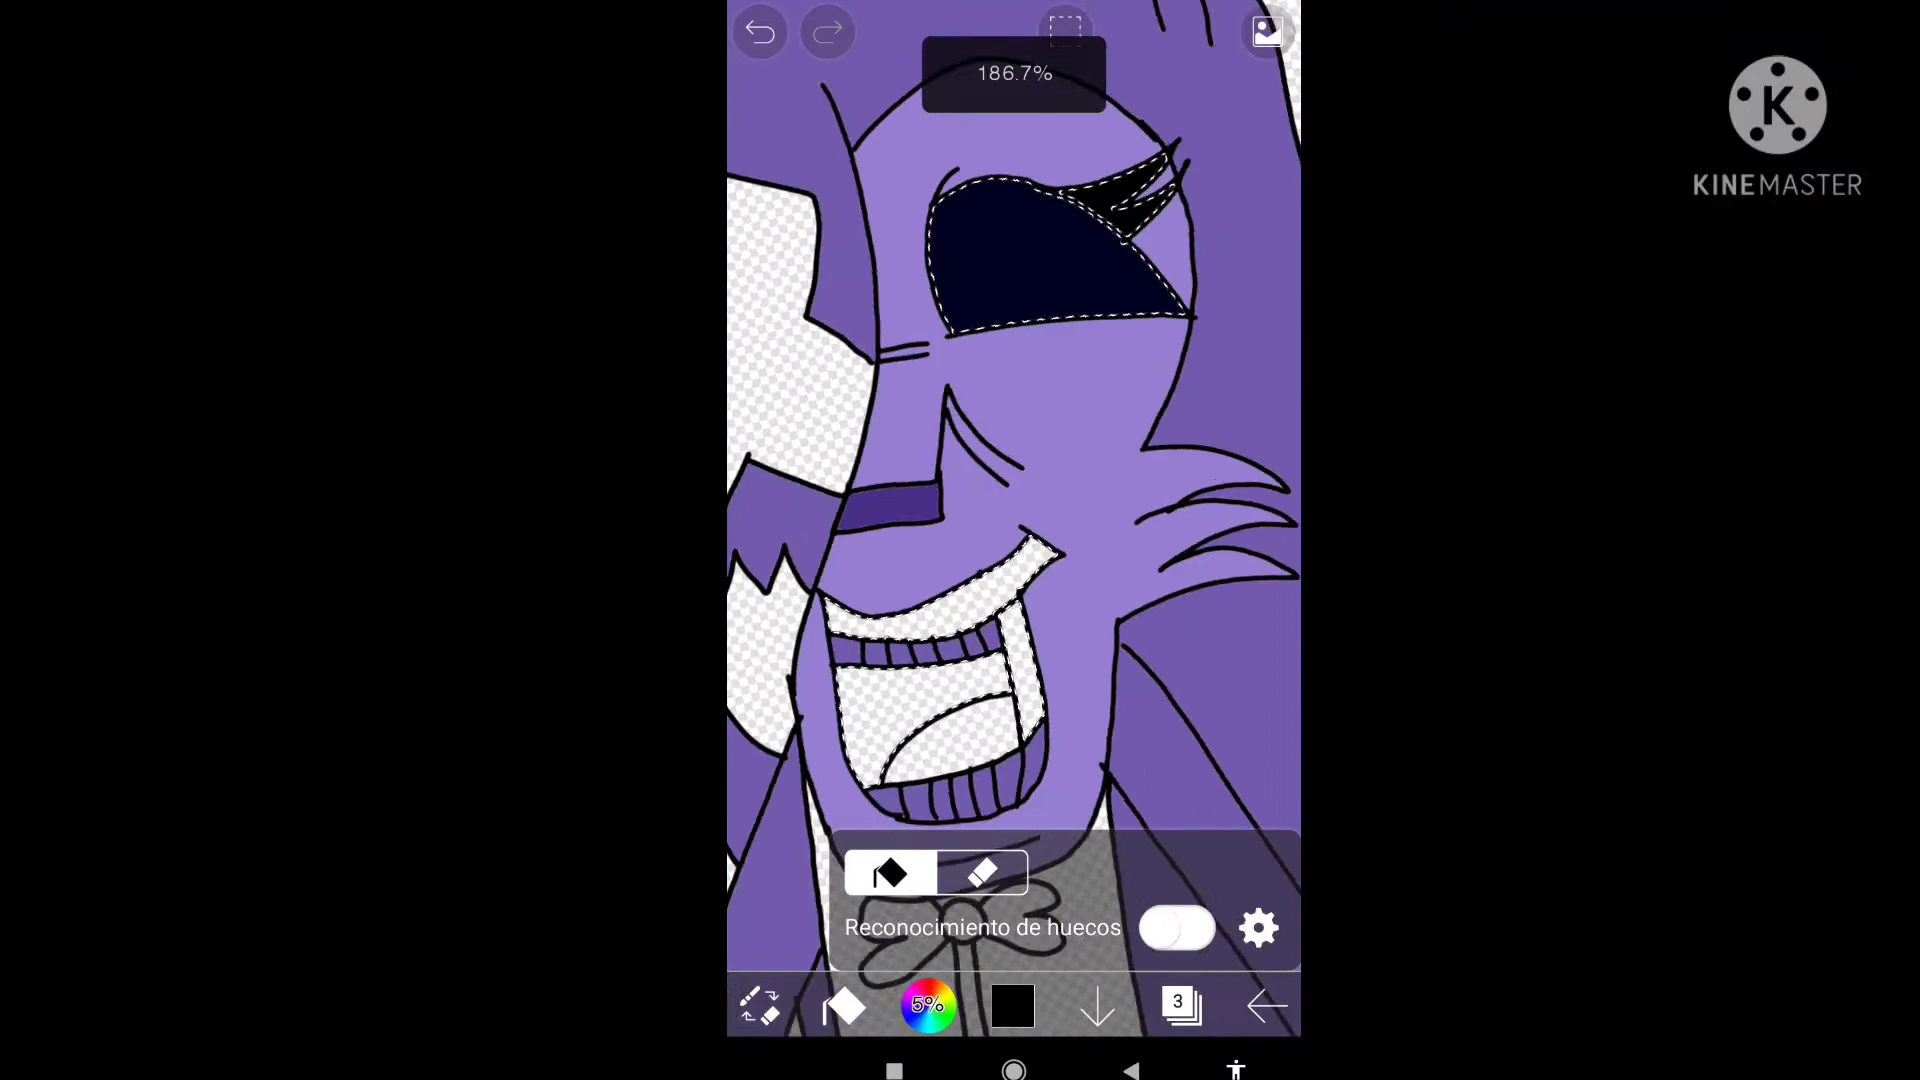 186.7%
K
KINEMASTER
Reconocimiento de huecos
5%
3